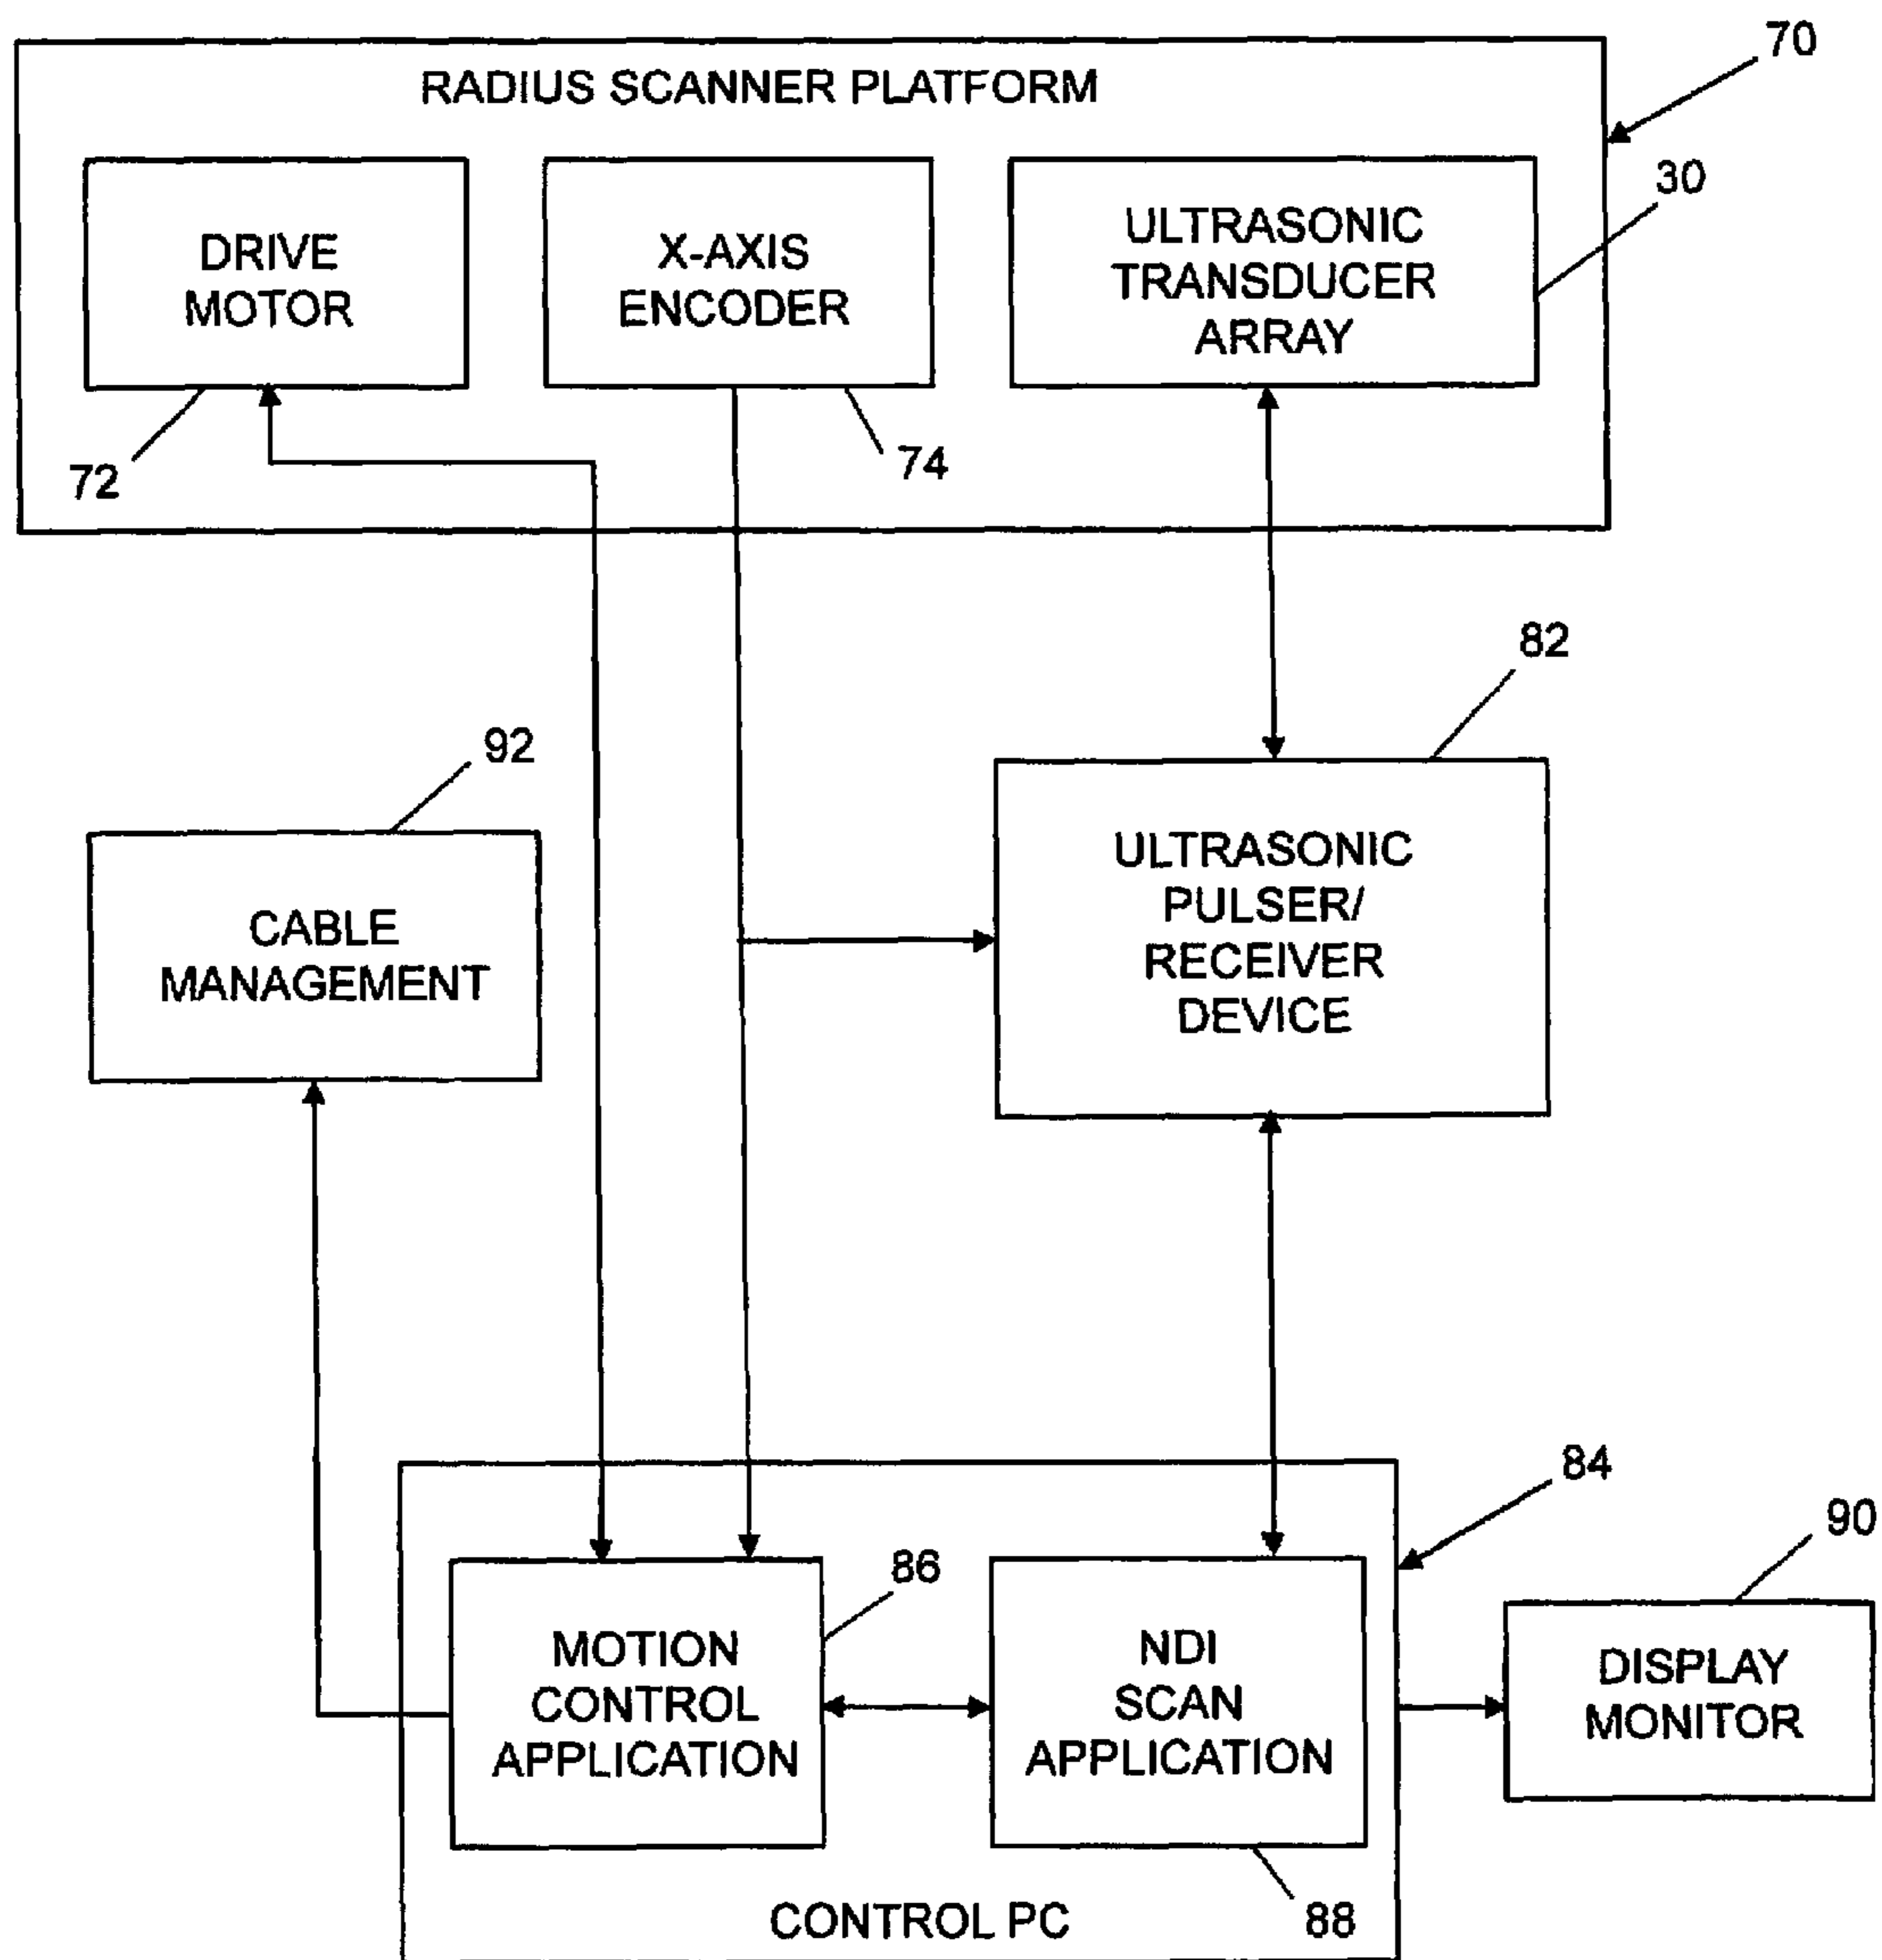 70
RADIUS SCANNER PLATFORM
30
DRIVE
MOTOR
X-AXIS
ENCODER
ULTRASONIC
TRANSDUCER
ARRAY
72
74
82
92
CABLE
MANAGEMENT
ULTRASONIC
PULSER/
RECEIVER
DEVICE
84
90
86
MOTION
CONTROL
APPLICATION
NDI
SCAN
APPLICATION
DISPLAY
MONITOR
CONTROL PC
88